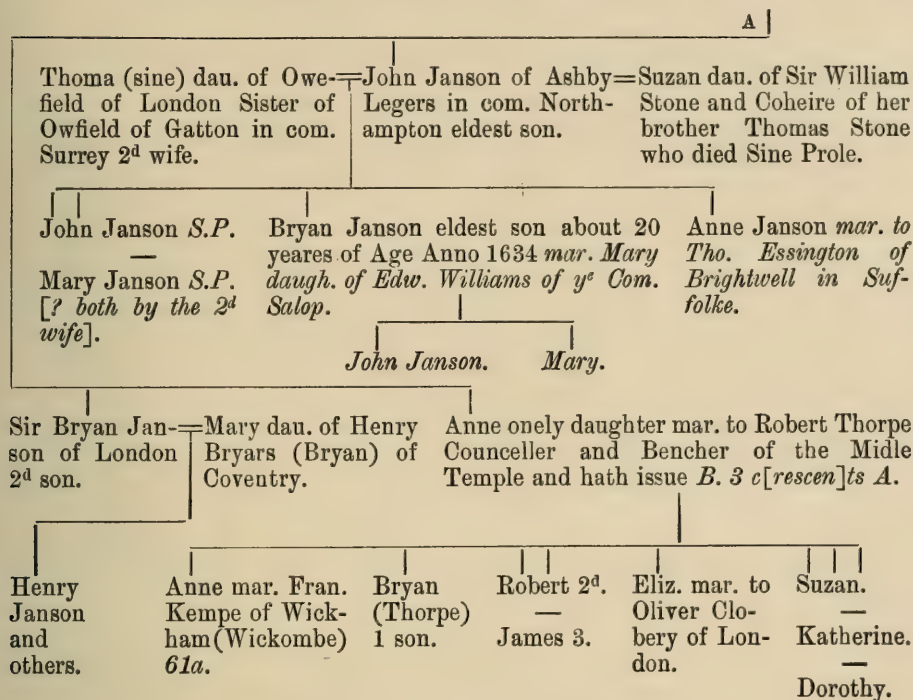 A
Thoma (sine) dau. of Owe-
field of London Sister of
Owfield of Gatton in com.
Surrey 2d wife.
John Janson of Ashby
Legers in com. North-
ampton eldest son.
Suzan dau. of Sir William
Stone and Coheire of her
brother Thomas Stone
who died Sine Prole.
John Janson S.P.
—
Mary Janson S.P.
[? both by the 2d
wife].
Bryan Janson eldest son about 20
yeares of Age Anno 1634 mar. Mary
daugh. of Edw. Williams of ye Com.
Salop.
Anne Janson mar. to
Tho. Essington of
Brightwell in Suf-
folke.
John Janson.
Mary.
Sir Bryan Jan-
son of London
2d son.
Mary dau. of Henry
Bryars (Bryan) of
Coventry.
Anne onely daughter mar. to Robert Thorpe
Counceller and Bencher of the Midle
Temple and hath issue B. 3 c[rescen]ts A.
Henry
Janson
and
others.
Anne mar. Fran.
Kempe of Wick-
ham (Wickombe)
61a.
Bryan
(Thorpe)
1 son.
Robert 2d.
—
James 3.
Eliz. mar. to
Oliver Clo-
bery of Lon-
don.
Suzan.
—
Katherine.
—
Dorothy.